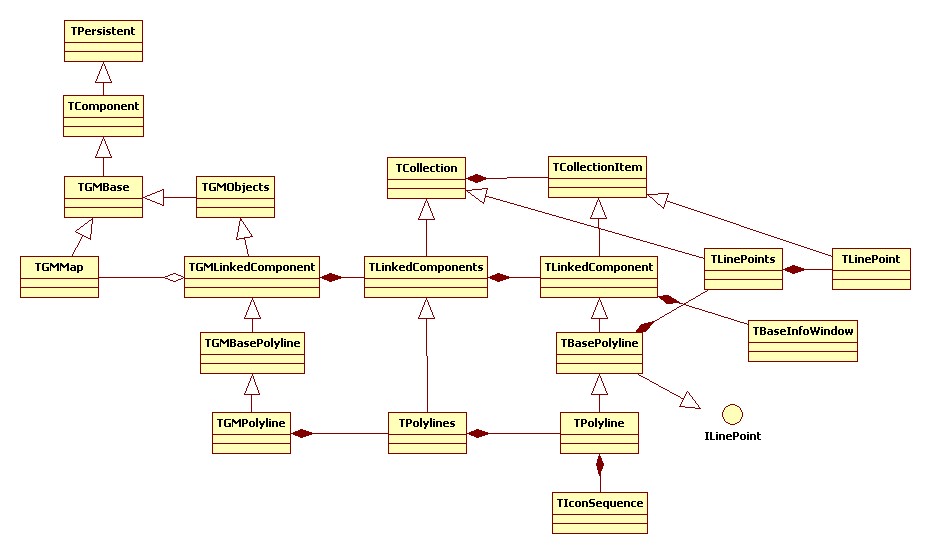 TPersistent
TComponent
TCollection
TCollectionItem
TGMBase
TGMObjects
TGMMap
TGMLinkedComponent
TLinkedComponents
TLinkedComponent
TLinePoints
TLinePoint
TGMBasePolyline
TBasePolyline
TBaseInfoWindow
TGMPolyline
TPolylines
TPolyline
ILinePoint
TIconSequence